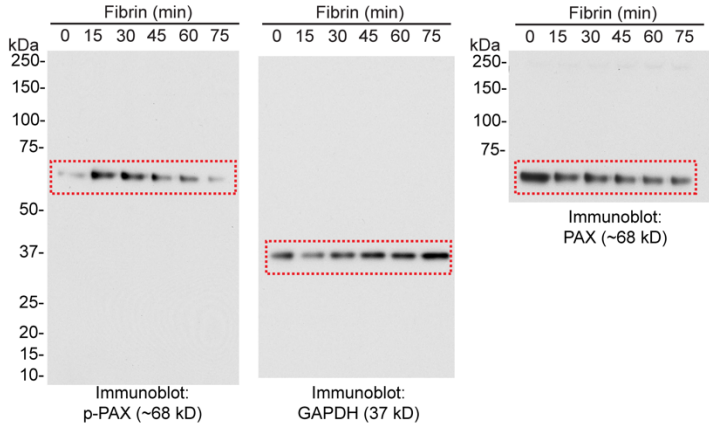 Fibrin (min)
0 15 30 45 60 75
kDa
250-
150-
100-
75-
50-
37-
25-
20-
15-
10-
Immunoblot:
p-PAX (~68 kD)
Fibrin (min)
0 15 30 45 60 75
Immunoblot:
GAPDH (37 kD)
Fibrin (min)
0 15 30 45 60 75
kDa
250-
150-
100-
75-
Immunoblot:
PAX (~68 kD)